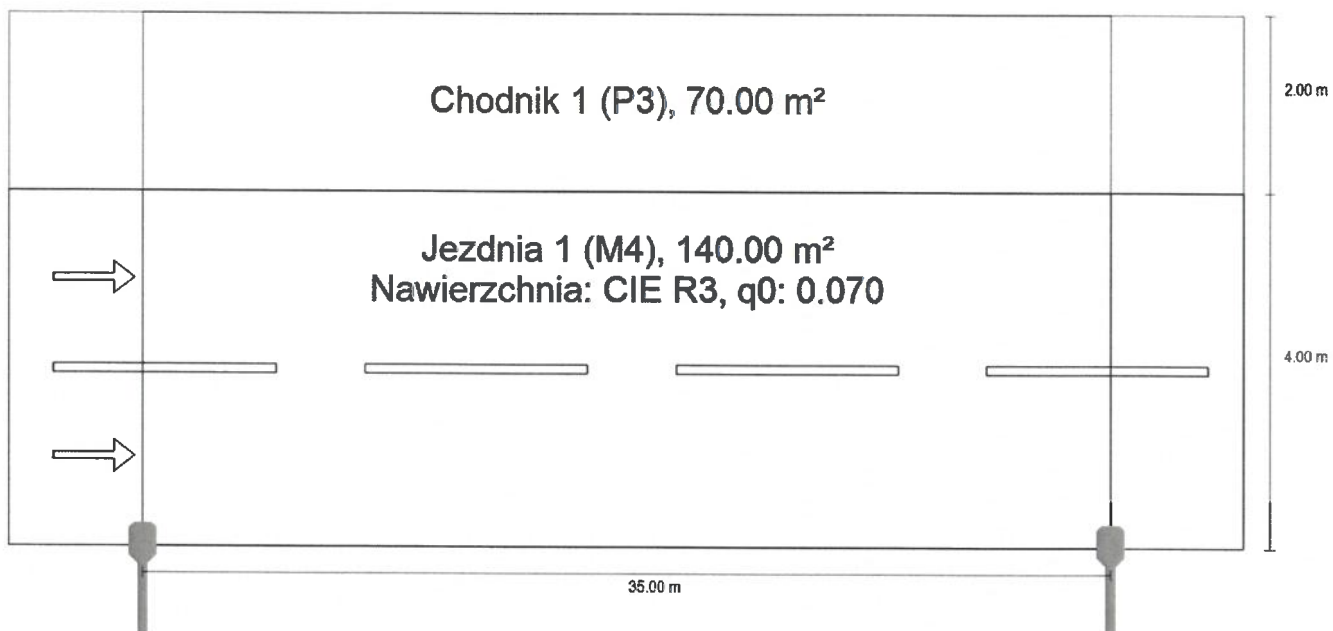 Chodnik 1 (P3), 70.00 m²
2.00 m
Jezdnia 1 (M4), 140.00 m²
Nawierzchnia: CIE R3, q0: 0.070
4.00 m
35.00 m